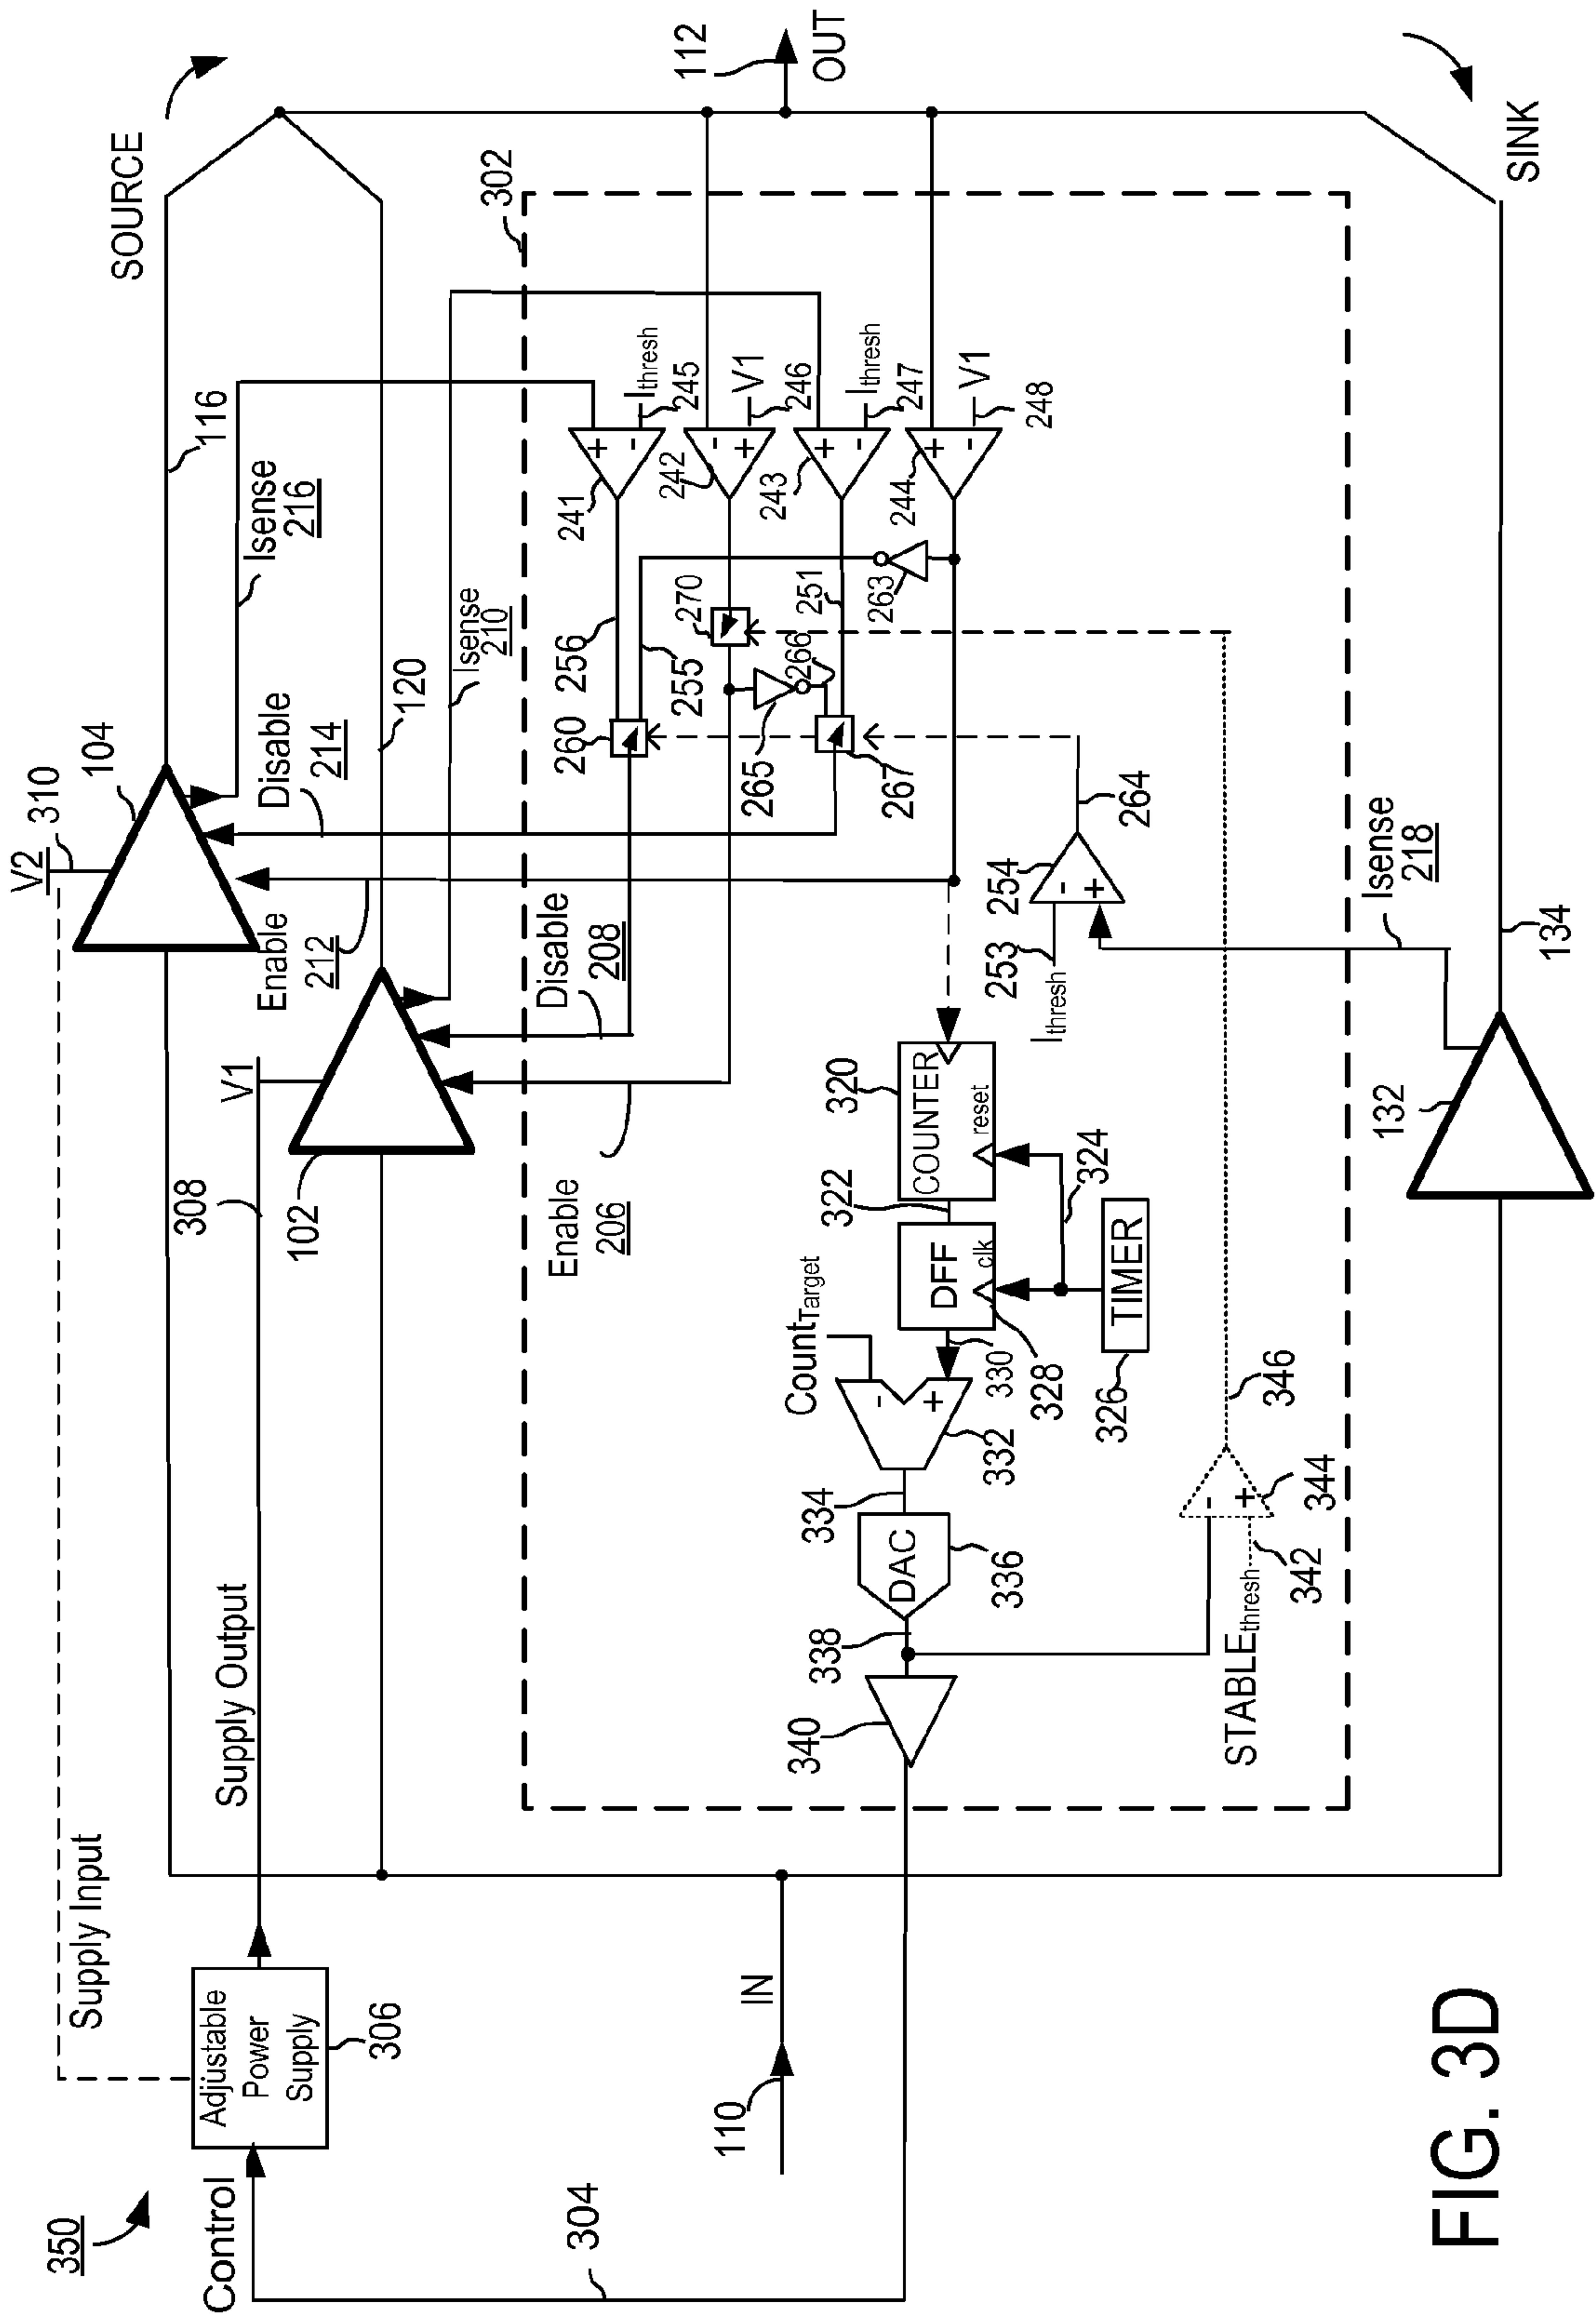 350
Control
304
Adjustable
Power
Supply
306
Supply Input
Supply Output
308
V2
310
104
V1
102
Enable
212
Disable
214
Isense
216
116
SOURCE
120
Isense
210
Disable
208
Enable
206
302
112
OUT
SINK
IN
110
260
256
255
270
265
266
267
251
263
241
242
243
244
Ithresh
245
V1
246
Ithresh
247
V1
248
+
-
-
+
+
-
+
-
264
254
-
+
253
Ithresh
Isense
218
134
132
320
COUNTER
reset
322
324
DFF
clk
TIMER
326
328
330
CountTarget
-
+
332
334
DAC
336
338
340
STABLEthresh
342
-
+
344
346
FIG. 3D